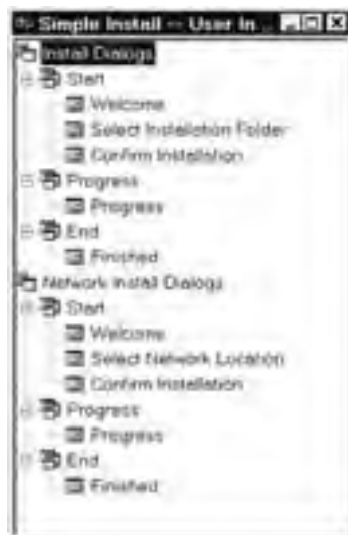 Simple Install -- User In...
Install Dialogs
Start
Welcome
Select Installation Folder
Confirm Installation
Progress
Progress
End
Finished
Network Install Dialogs
Start
Welcome
Select Network Location
Confirm Installation
Progress
Progress
End
Finished